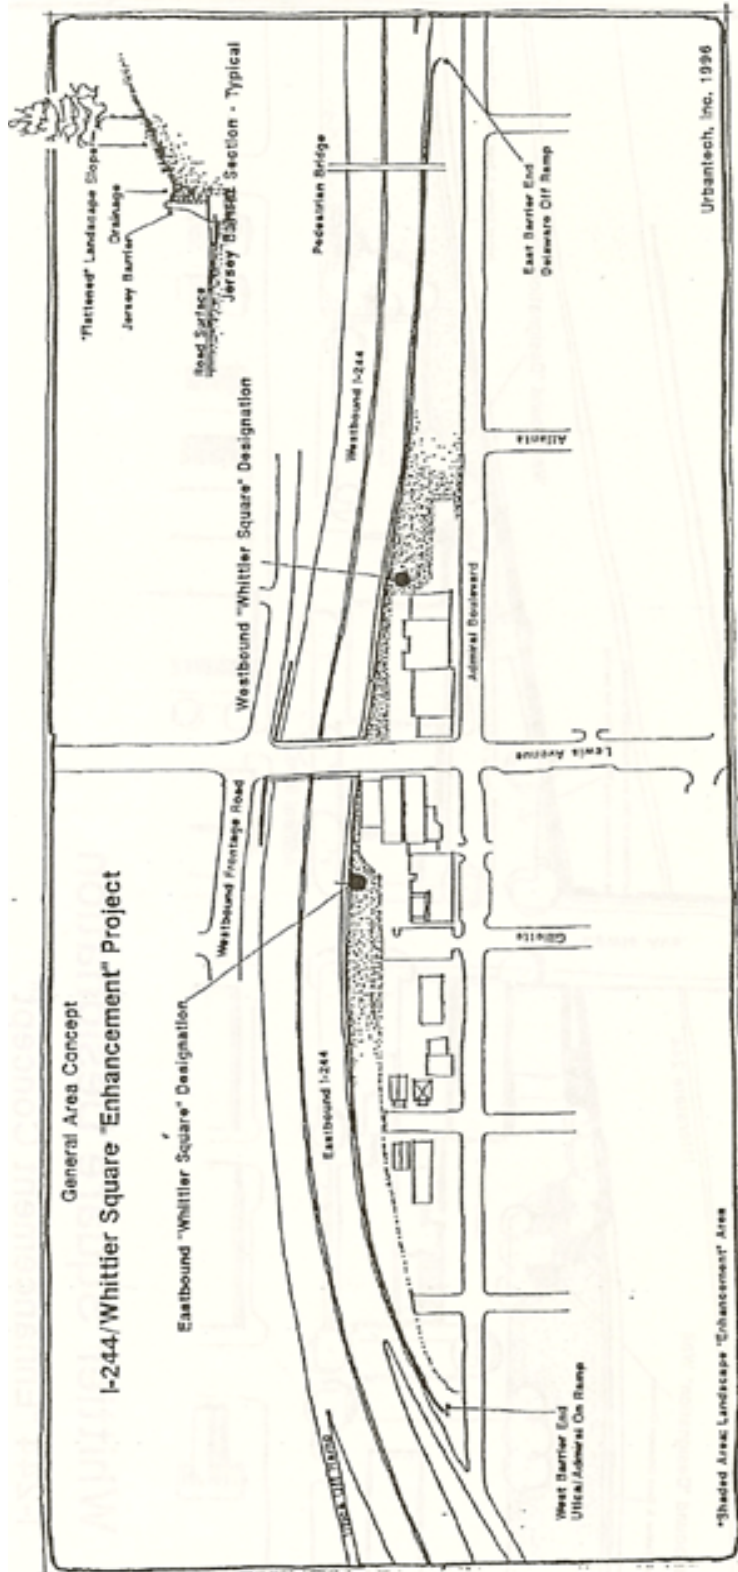 General Area Concept
I-244/Whittier Square "Enhancement" Project
"Flattened" Landscape Slope
Drainage
Jersey Barrier
Road Surface
Jersey Barrier Section - Typical
Westbound "Whittier Square" Designation
Eastbound "Whittier Square" Designation
Westbound Frontage Road
Pedestrian Bridge
Westbound I-244
Eastbound I-244
Utica Off Ramp
Admiral Boulevard
Lewis Avenue
Gillette
Atlanta
West Barrier End
Utica/Admiral On Ramp
East Barrier End
Delaware Off Ramp
*Shaded Area: Landscape "Enhancement" Area
Urbantech, Inc. 1996